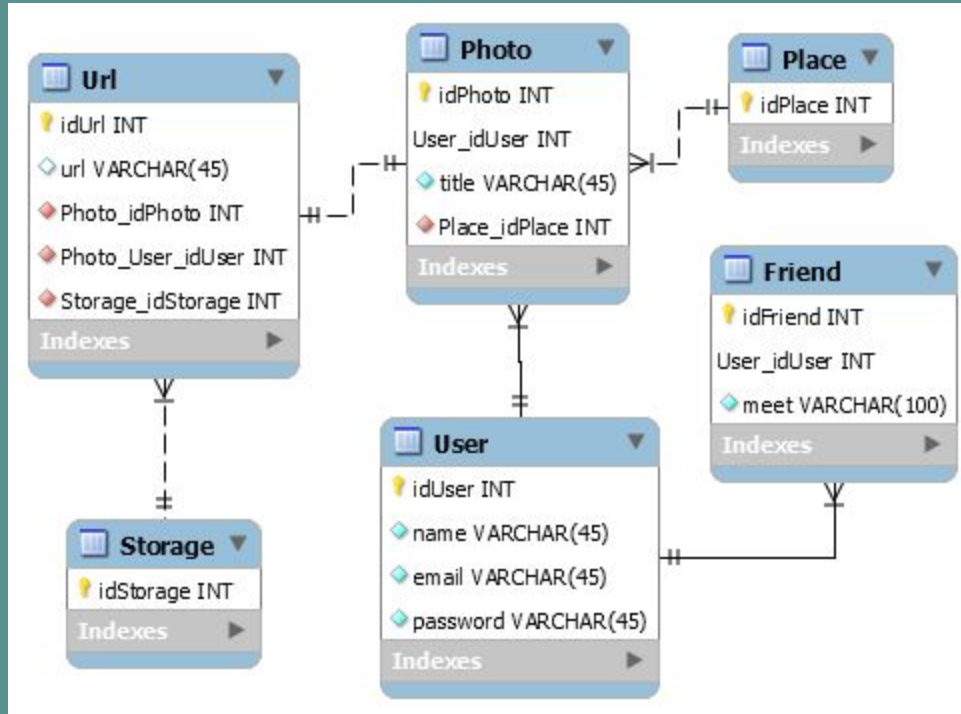 Url
idUrl INT
url VARCHAR(45)
Photo_idPhoto INT
Photo_User_idUser INT
Storage_idStorage INT
Indexes
Photo
idPhoto INT
User_idUser INT
title VARCHAR(45)
Place_idPlace INT
Indexes
Place
idPlace INT
Indexes
Friend
idFriend INT
User_idUser INT
meet VARCHAR(100)
Indexes
Storage
idStorage INT
Indexes
User
idUser INT
name VARCHAR(45)
email VARCHAR(45)
password VARCHAR(45)
Indexes